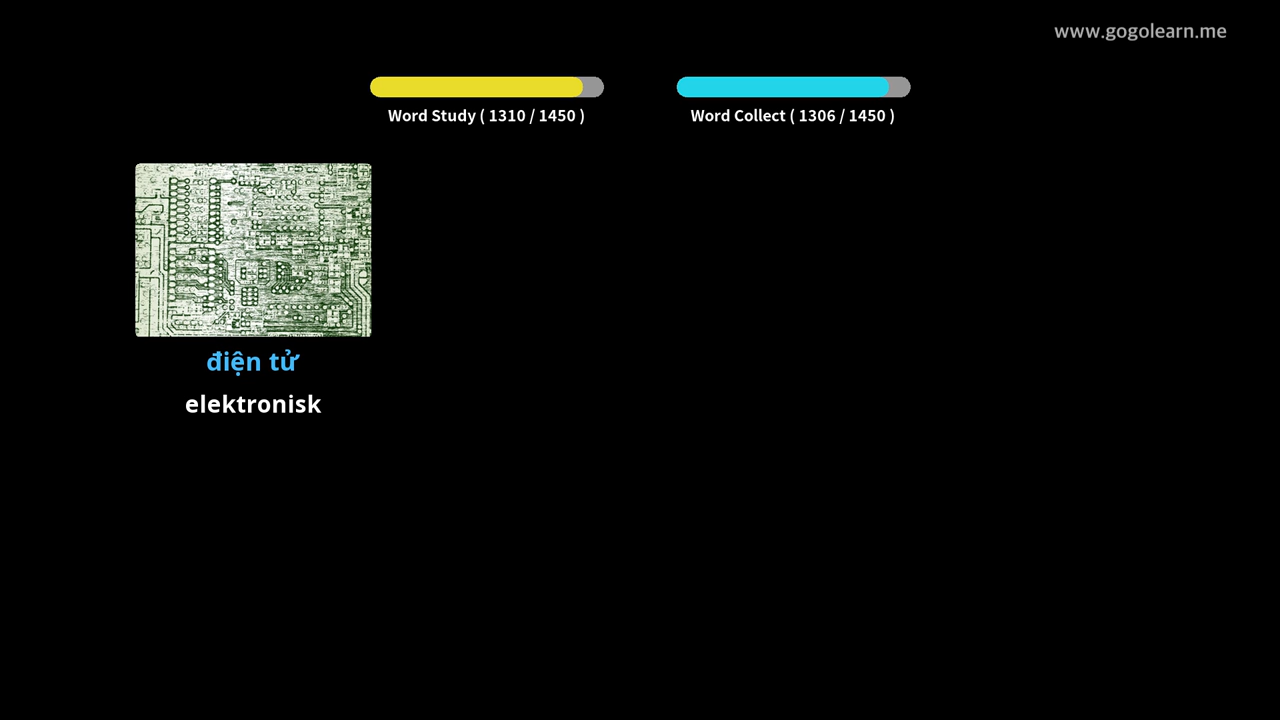 www.gogolearn.me
Word Study ( 1310 / 1450 )
Word Collect ( 1306 / 1450 )
điện tử
elektronisk